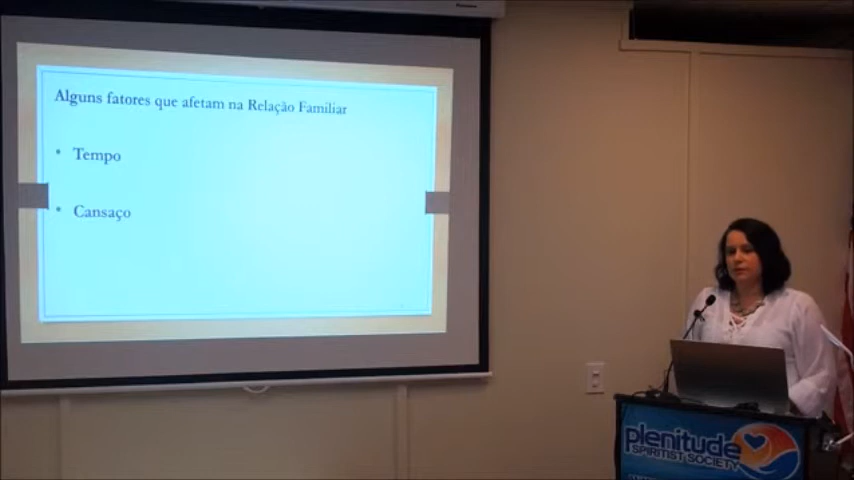 Alguns fatores que afetam na Relação Familiar
• Tempo
• Cansaço
plenitude
SPIRITIST SOCIETY